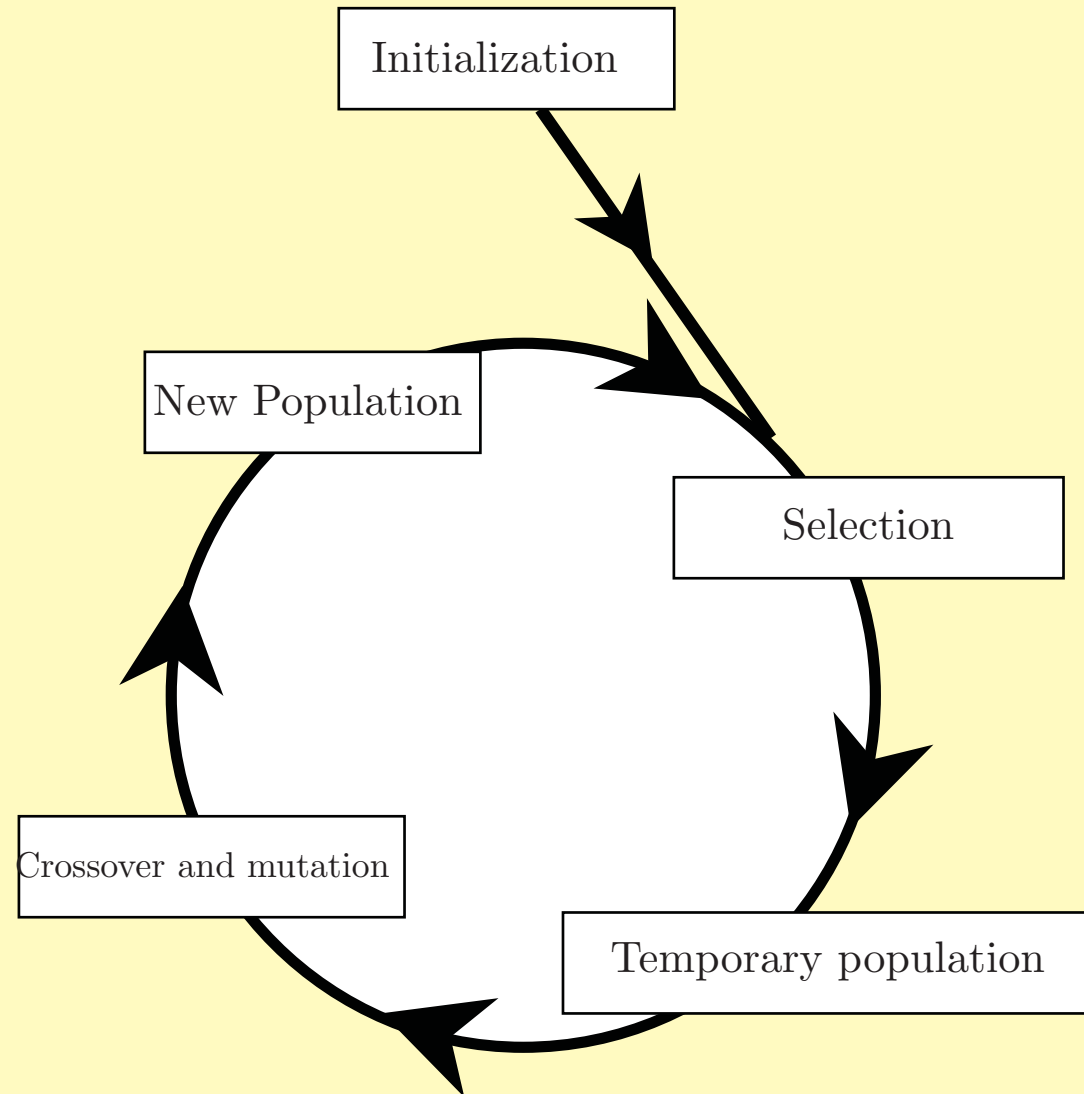 Initialization
New Population
Selection
Crossover and mutation
Temporary population